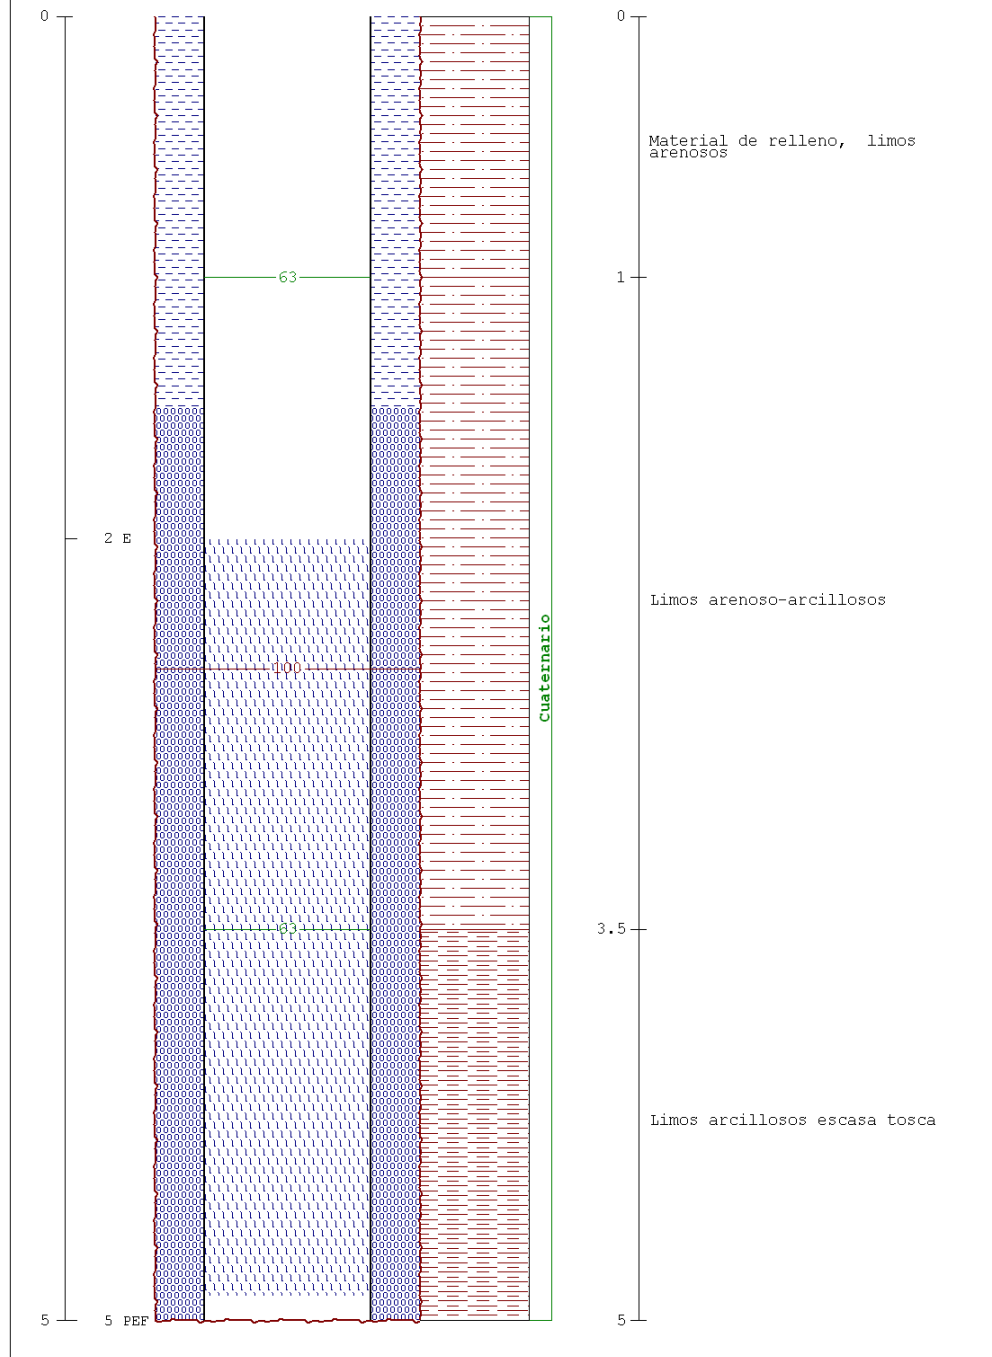 0
0
Material de relleno,  limos
arenosos
63
1
2 E
Limos arenoso-arcillosos
Cuaternario
100
63
3.5
Limos arcillosos escasa tosca
5
5 PEF
5